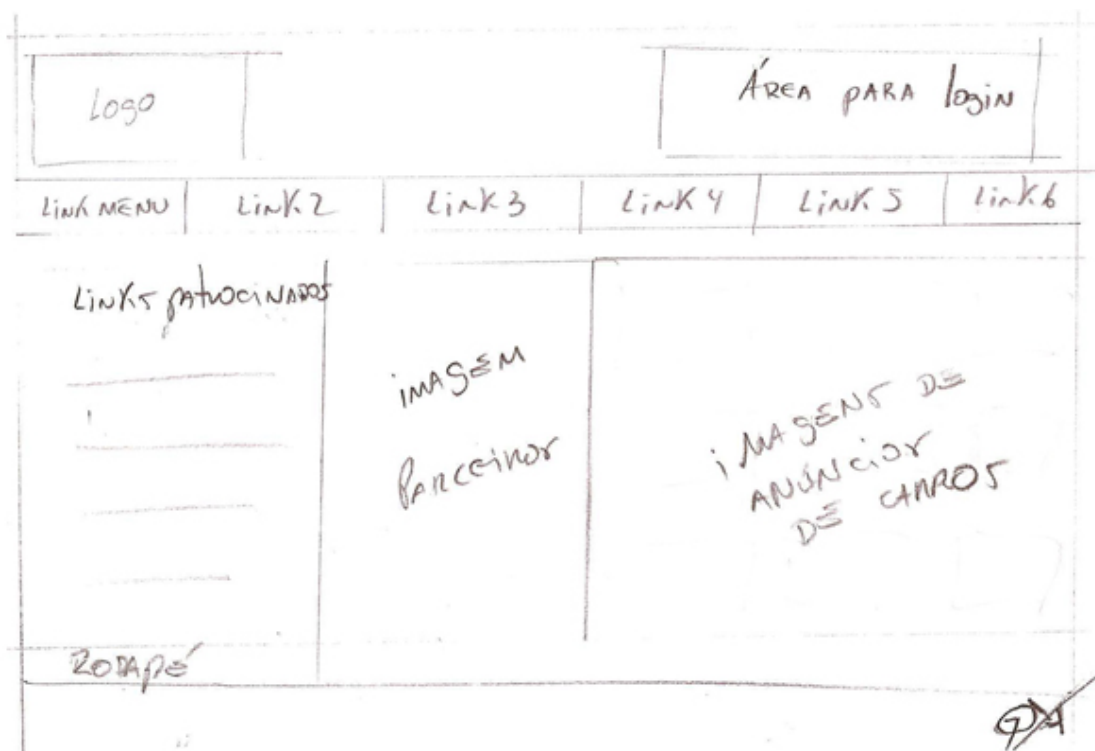 Logo
Área para login
Link menu
Link 2
Link 3
Link 4
Link 5
Link 6
Links patrocinados
imagem
Parceiros
imagens de
anúncios
de carros
Rodapé